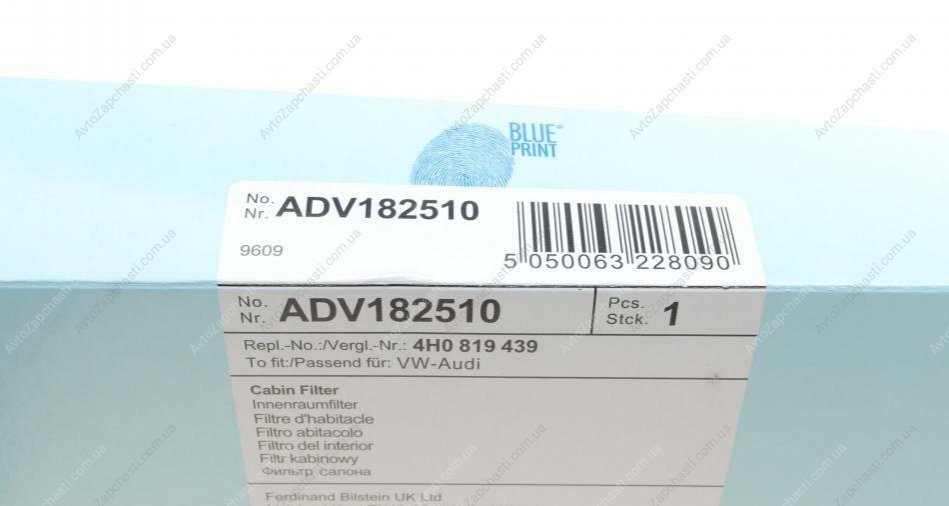 BLUE
PRINT
No.
Nr. ADV182510
9609
5 050063 228090
No.
Nr. ADV182510
Pcs.
Stck. 1
Repl.-No.:/Vergl.-Nr.: 4H0 819 439
To fit:/Passend für: VW-Audi
Cabin Filter
Innenraumfilter
Filtre d'habitacle
Filtro abitacolo
Filtro del interior
Filtr kabinowy
Фильтр салона
Ferdinand Bilstein UK Ltd
AvtoZapchasti.com.ua